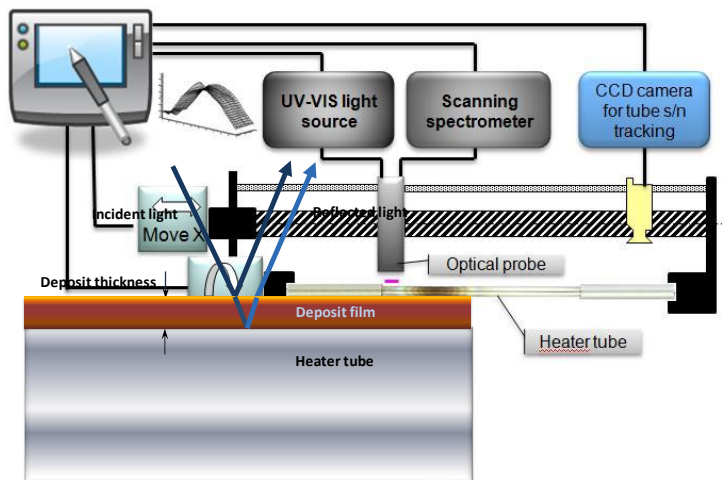 UV-VIS light
source
Scanning
spectrometer
CCD camera
for tube s/n
tracking
Incident light
Reflected light
Move X
Optical probe
Deposit thickness
Deposit film
Heater tube
Heater tube